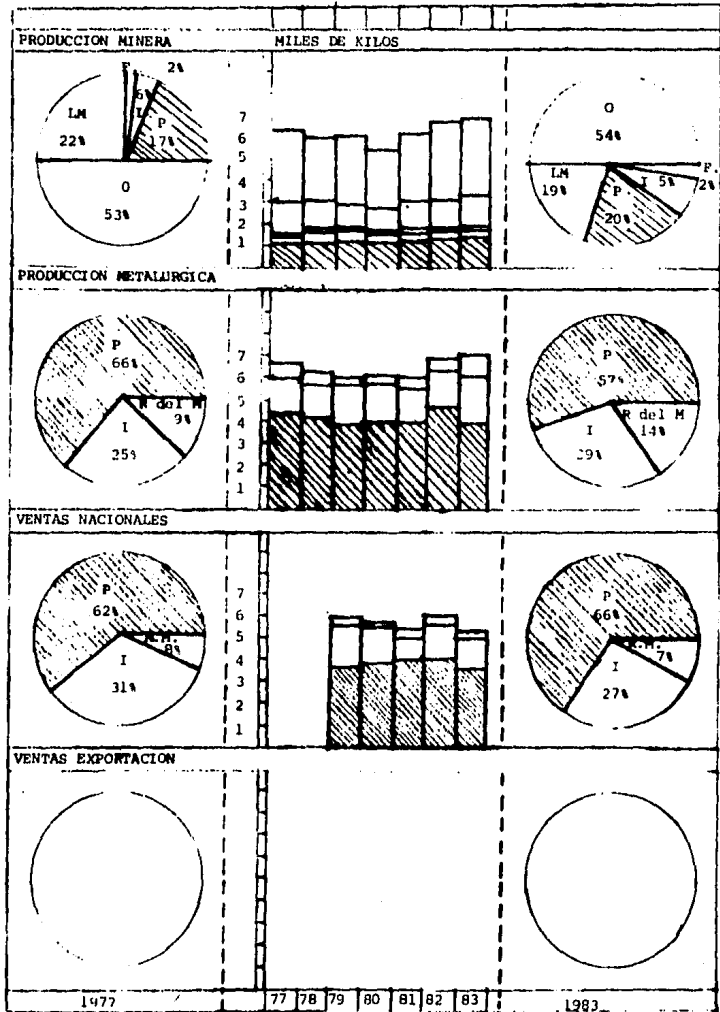 PRODUCCION MINERA
MILES DE KILOS
F. 2%
6%
I
LM
22%
P
17%
O
53%
7
6
5
4
3
2
1
O
54%
LM
19%
I 5%
F.
2%
P.
20%
PRODUCCION METALURGICA
P
66%
R del M
9%
I
25%
7
6
5
4
3
2
1
P
57%
R del M
14%
I
29%
VENTAS NACIONALES
P
62%
R.M.
8%
I
31%
7
6
5
4
3
2
1
P
66%
R.M.
7%
I
27%
VENTAS EXPORTACION
1977
77 78 79 80 81 82 83
1983